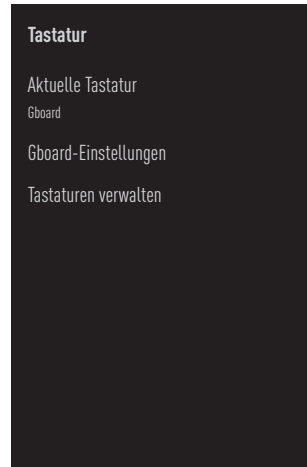 Tastatur
Aktuelle Tastatur
Gboard
Gboard-Einstellungen
Tastaturen verwalten